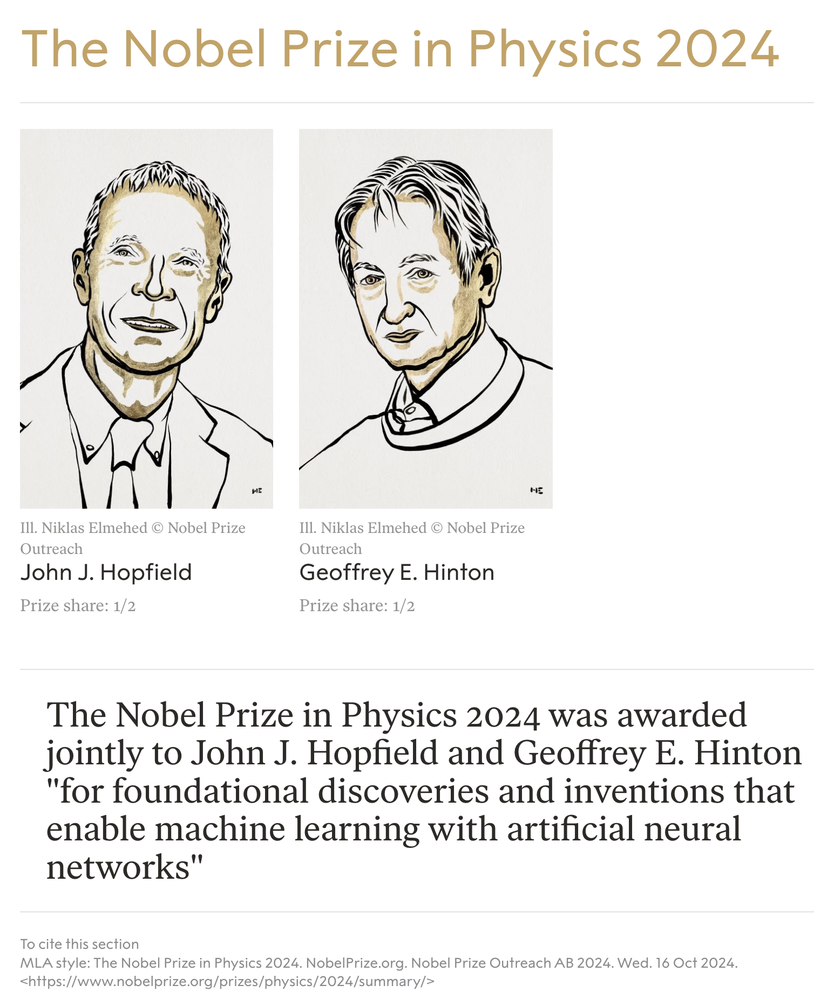 The Nobel Prize in Physics 2024
Ill. Niklas Elmehed © Nobel Prize
Outreach
John J. Hopfield
Prize share: 1/2
Ill. Niklas Elmehed © Nobel Prize
Outreach
Geoffrey E. Hinton
Prize share: 1/2
The Nobel Prize in Physics 2024 was awarded
jointly to John J. Hopfield and Geoffrey E. Hinton
"for foundational discoveries and inventions that
enable machine learning with artificial neural
networks"
To cite this section
MLA style: The Nobel Prize in Physics 2024. NobelPrize.org. Nobel Prize Outreach AB 2024. Wed. 16 Oct 2024.
<https://www.nobelprize.org/prizes/physics/2024/summary/>